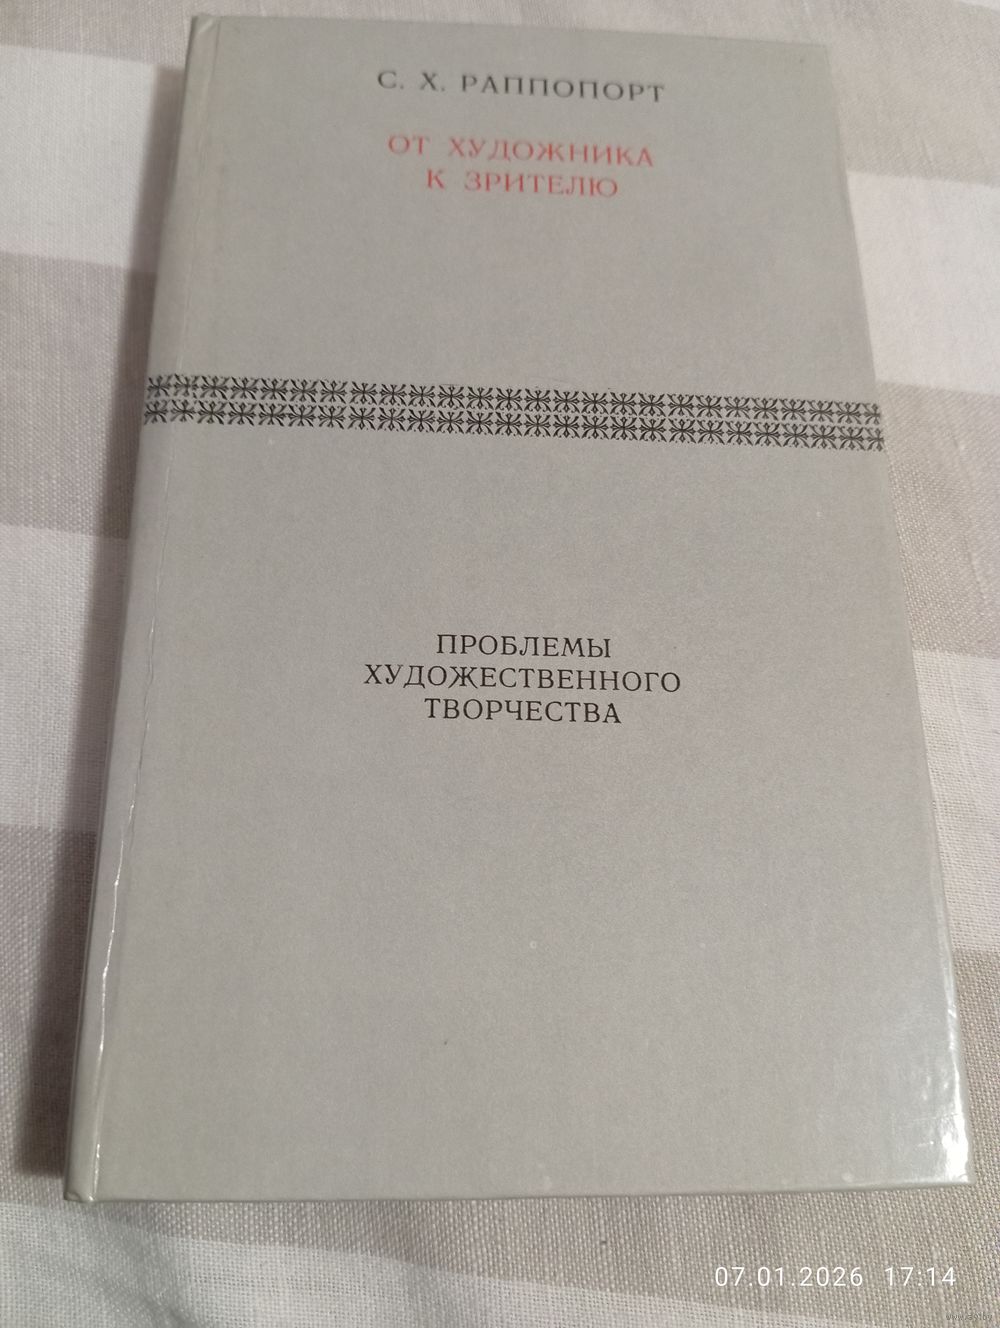 С. Х. РАППОПОРТ
ОТ ХУДОЖНИКА
К ЗРИТЕЛЮ
ПРОБЛЕМЫ
ХУДОЖЕСТВЕННОГО
ТВОРЧЕСТВА
07.01.2026 17:14